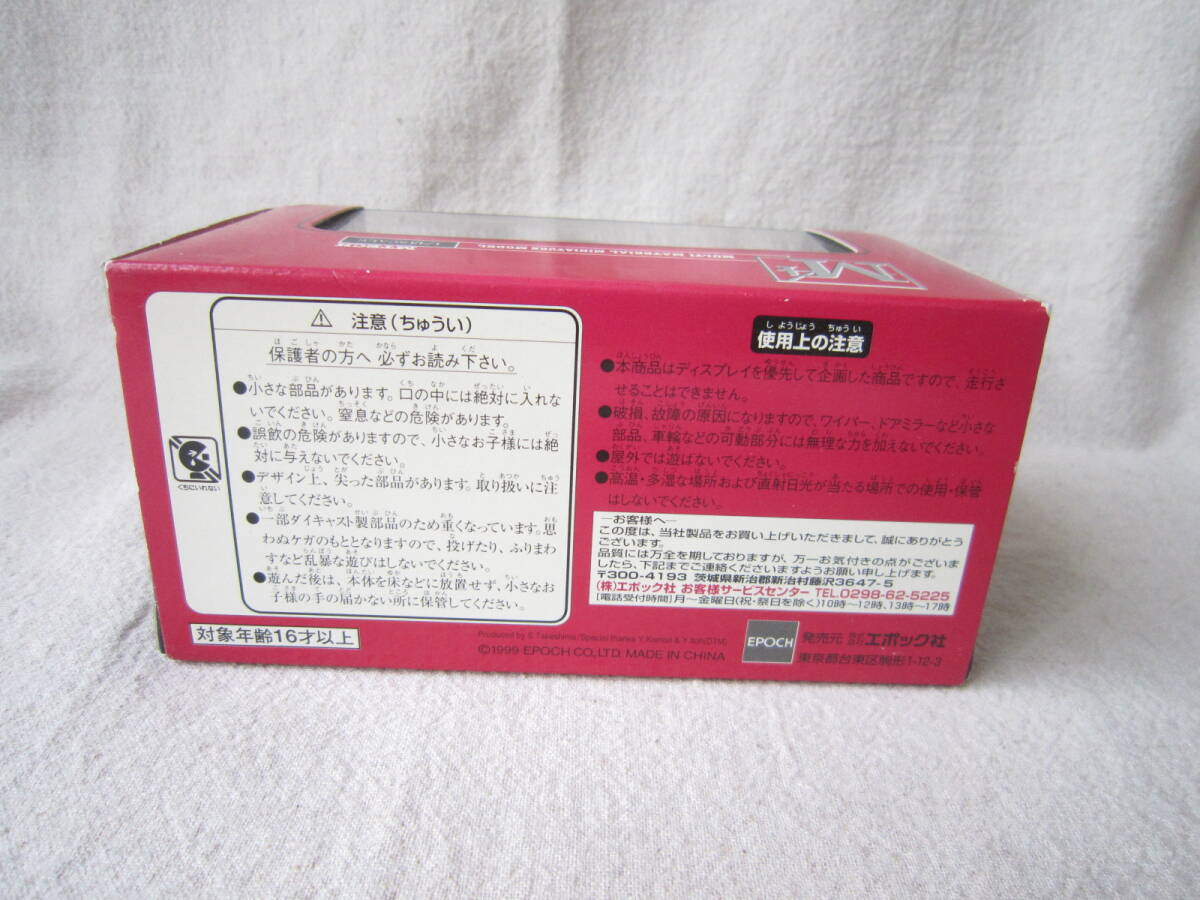 M4
MULTI MATERIAL MINIATURE MODEL
M-TECH
1/43 SCALE
⚠ 注意(ちゅうい)
保護者の方へ 必ずお読み下さい。
●小さな部品があります。口の中には絶対に入れな
いでください。窒息などの危険があります。
●誤飲の危険がありますので、小さなお子様には絶
対に与えないでください。
●デザイン上、尖った部品があります。取り扱いに注
意してください。
●一部ダイキャスト製部品のため重くなっています。思
わぬケガのもととなりますので、投げたり、ふりまわ
すなど乱暴な遊びはしないでください。
●遊んだ後は、本体を床などに放置せず、小さなお
子様の手の届かない所に保管してください。
くちにいれない
対象年齢16才以上
使用上の注意
●本商品はディスプレイを優先して企画した商品ですので、走行さ
せることはできません。
●破損、故障の原因になりますので、ワイパー、ドアミラーなど小さな
部品、車輪などの可動部分には無理な力を加えないでください。
●屋外では遊ばないでください。
●高温・多湿な場所および直射日光が当たる場所での使用・保管
はしないでください。
―お客様へ―
この度は、当社製品をお買い上げいただきまして、誠にありがとう
ございます。
品質には万全を期しておりますが、万一お気付きの点がございま
したら、下記までご連絡くださいますようお願い申し上げます。
〒300-4193 茨城県新治郡新治村藤沢3647-5
(株)エポック社 お客様サービスセンター TEL.0298-62-5225
[電話受付時間]月~金曜日(祝・祭日を除く)10時~12時、13時~17時
Produced by S.Takeshima/Special thanks Y.Kamoi & Y.Itoh(DTM)
©1999 EPOCH CO., LTD. MADE IN CHINA
EPOCH
発売元 株式会社エポック社
東京都台東区駒形1-12-3